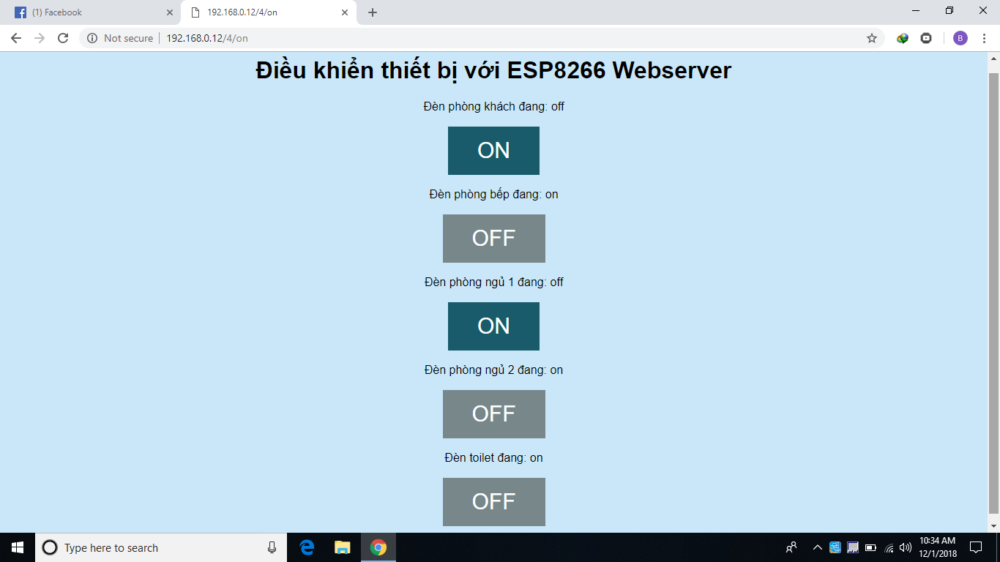 (1) Facebook
192.168.0.12/4/on
Not secure
192.168.0.12/4/on
B
Điều khiển thiết bị với ESP8266 Webserver
Đèn phòng khách đang: off
ON
Đèn phòng bếp đang: on
OFF
Đèn phòng ngủ 1 đang: off
ON
Đèn phòng ngủ 2 đang: on
OFF
Đèn toilet đang: on
OFF
Type here to search
10:34 AM
12/1/2018